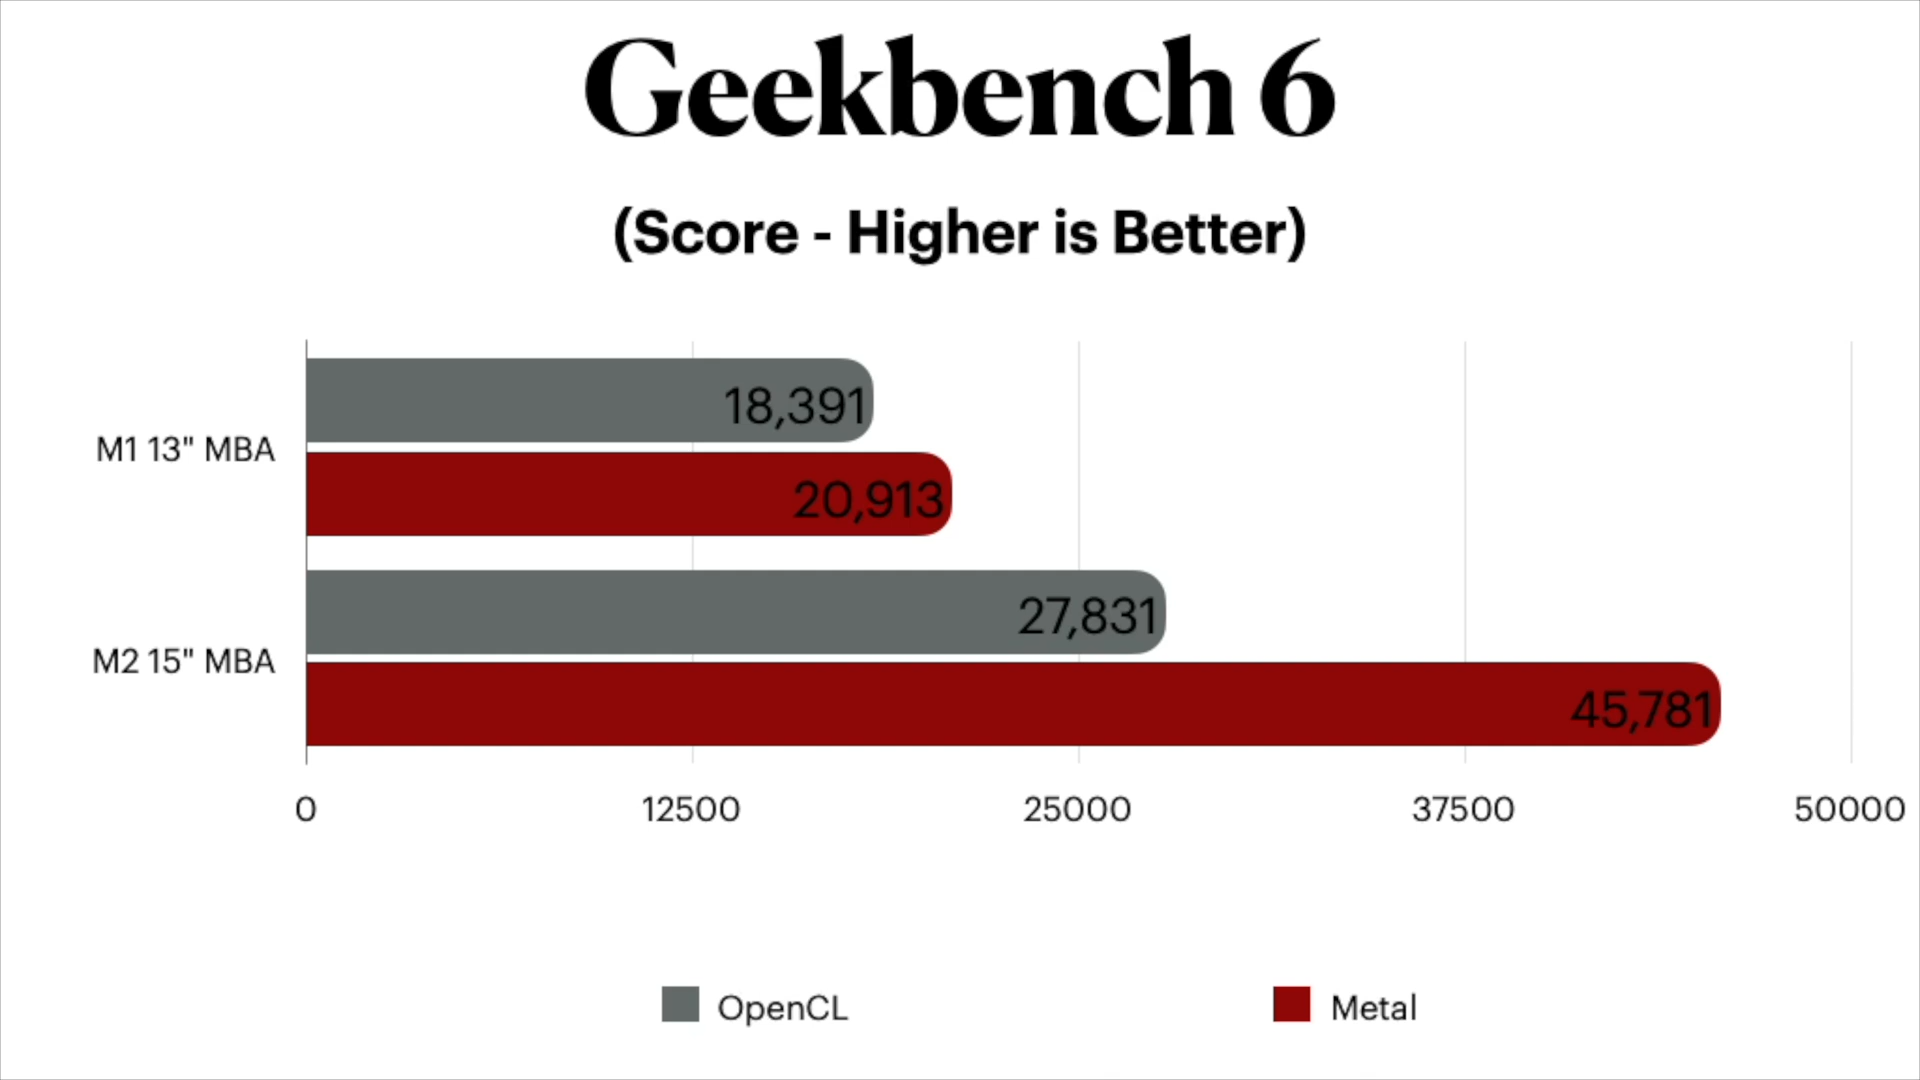 Geekbench 6
(Score - Higher is Better)
M1 13" MBA
18,391
20,913
M2 15" MBA
27,831
45,781
0 12500 25000 37500 50000
OpenCL Metal